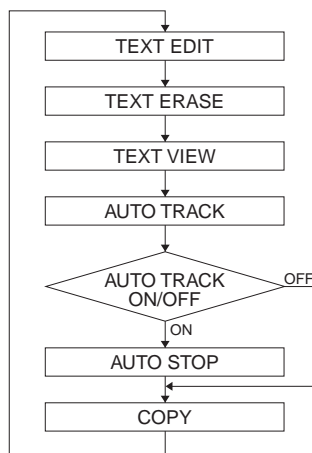 TEXT EDIT
TEXT ERASE
TEXT VIEW
AUTO TRACK
AUTO TRACK
ON/OFF
OFF
ON
AUTO STOP
COPY